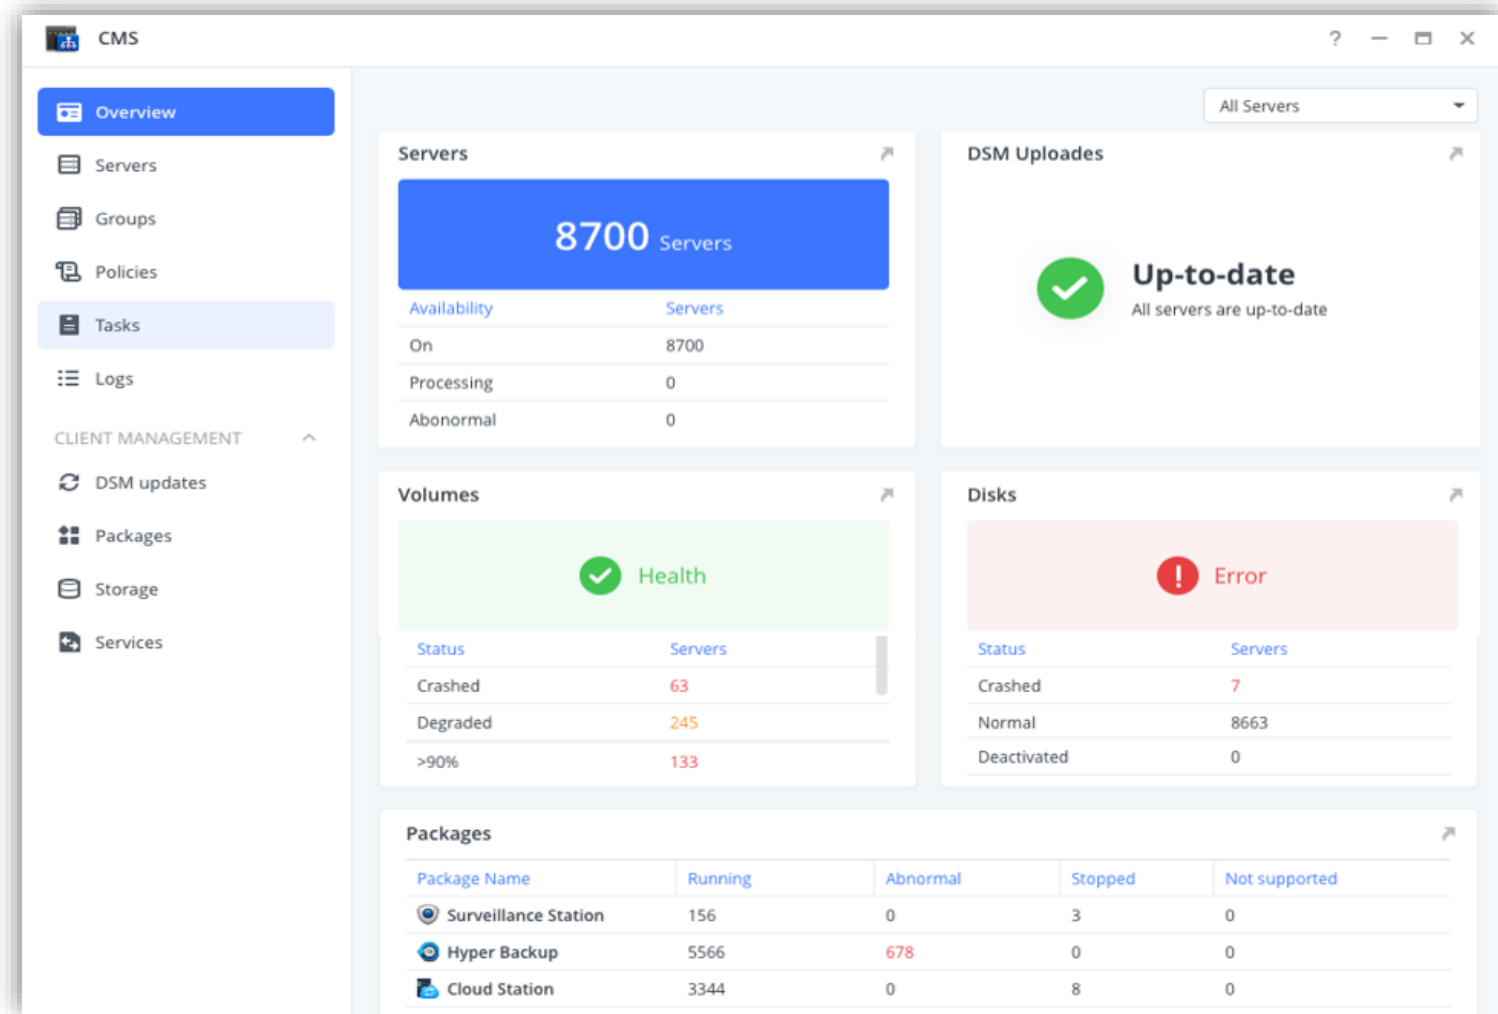 CMS
All Servers
Overview
Servers
Groups
Policies
Tasks
Logs
CLIENT MANAGEMENT
DSM updates
Packages
Storage
Services
Servers
8700 Servers
Availability Servers
On 8700
Processing 0
Abonormal 0
DSM Uploades
Up-to-date
All servers are up-to-date
Volumes
Health
Status Servers
Crashed 63
Degraded 245
>90% 133
Disks
Error
Status Servers
Crashed 7
Normal 8663
Deactivated 0
Packages
Package Name Running Abnormal Stopped Not supported
Surveillance Station 156 0 3 0
Hyper Backup 5566 678 0 0
Cloud Station 3344 0 8 0